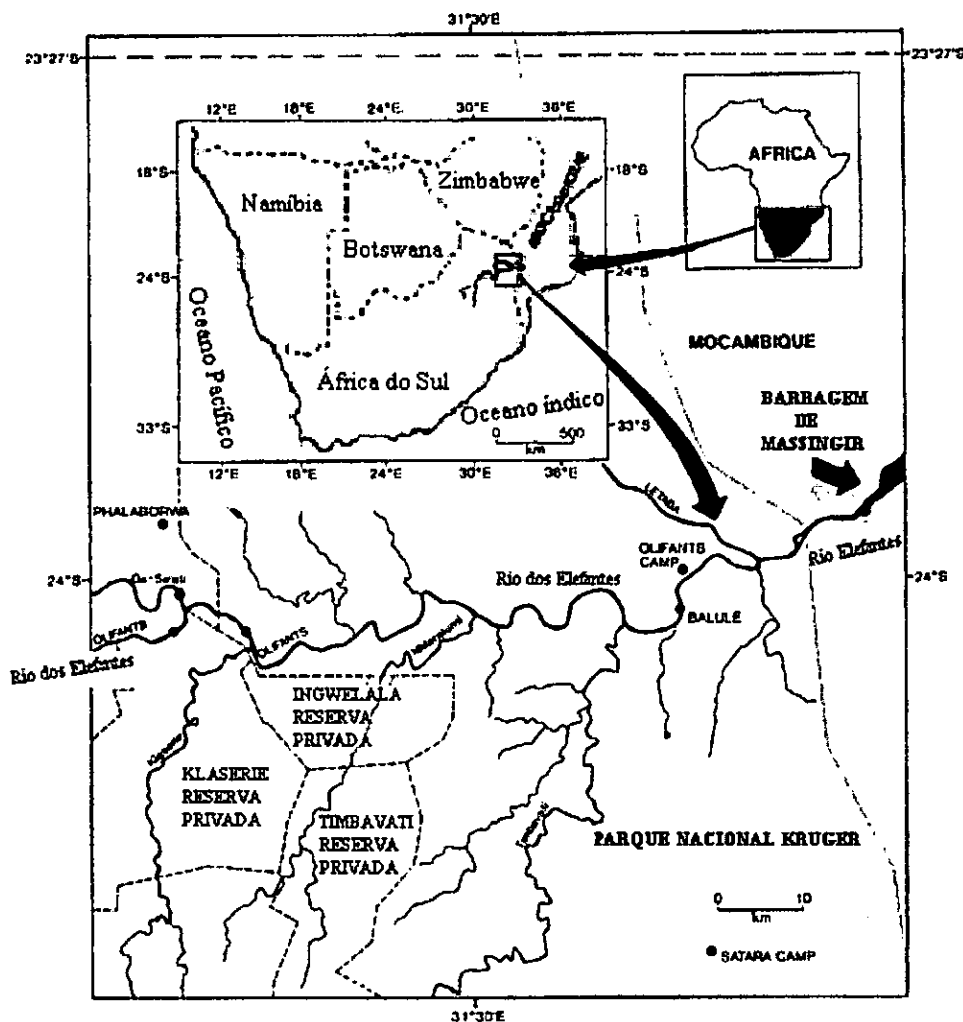 31°30'E
23°27'S
23°27'S
12°E 18°E 24°E 30°E 36°E
18°S
18°S
Namíbia
Zimbabwe
Botswana
24°S
24°S
África do Sul
Oceano Pacífico
Oceano índico
0 500
km
33°S
33°S
12°E 18°E 24°E 30°E 36°E
AFRICA
MOCAMBIQUE
BARRAGEM
DE
MASSINGIR
PHALABORWA
LETABA
24°S
24°S
OLIFANTS
CAMP
Rio dos Elefantes
Rio Elefantes
BALULE
OLIFANTS
OLIFANTS
Rio dos Elefantes
INGWELALA
RESERVA
PRIVADA
KLASERIE
RESERVA
PRIVADA
TIMBAVATI
RESERVA
PRIVADA
PARQUE NACIONAL KRUGER
0 10
km
SATARA CAMP
31°30'E